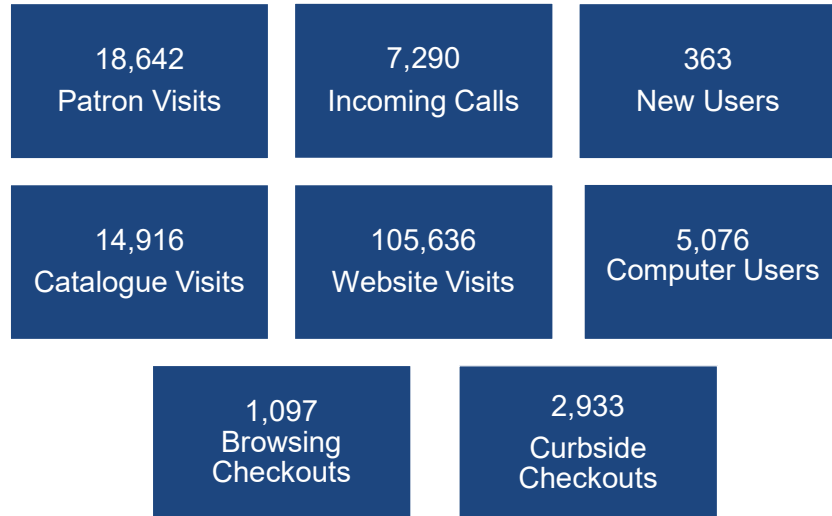 18,642
Patron Visits
7,290
Incoming Calls
363
New Users
14,916
Catalogue Visits
105,636
Website Visits
5,076
Computer Users
1,097
Browsing
Checkouts
2,933
Curbside
Checkouts